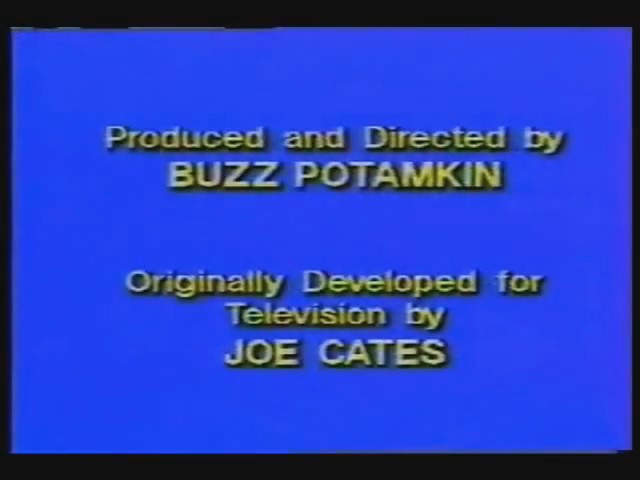 Produced and Directed by
BUZZ POTAMKIN
Originally Developed for
Television by
JOE CATES